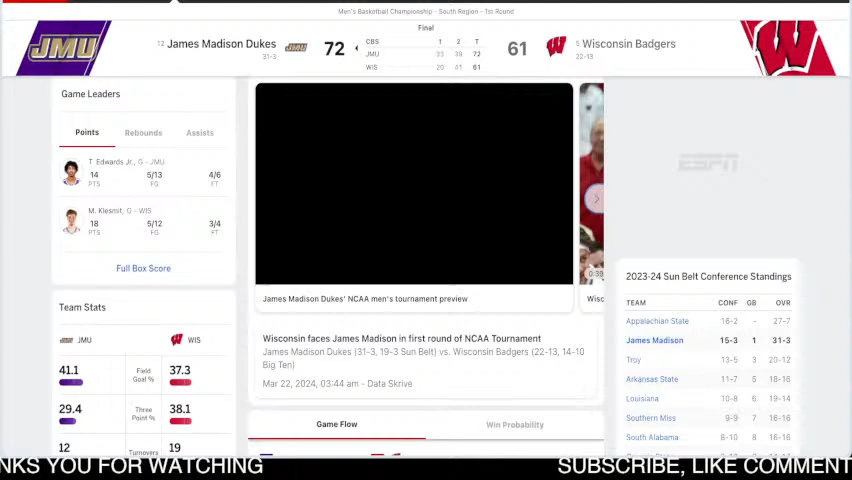 Men's Basketball Championship - South Region - 1st Round
12 James Madison Dukes
31-3
JMU
72
Final
CBS 1 2 T
JMU 33 39 72
WIS 20 41 61
61
5 Wisconsin Badgers
22-13
Game Leaders
Points Rebounds Assists
T. Edwards Jr., G - JMU
14 5/13 4/6
PTS FG FT
M. Klesmit, G - WIS
18 5/12 3/4
PTS FG FT
Full Box Score
Team Stats
JMU WIS
41.1 Field Goal % 37.3
29.4 Three Point % 38.1
12 Turnovers 19
0:39
James Madison Dukes' NCAA men's tournament preview
Wisc
Wisconsin faces James Madison in first round of NCAA Tournament
James Madison Dukes (31-3, 19-3 Sun Belt) vs. Wisconsin Badgers (22-13, 14-10
Big Ten)
Mar 22, 2024, 03:44 am - Data Skrive
Game Flow Win Probability
ESPN
2023-24 Sun Belt Conference Standings
TEAM CONF GB OVR
Appalachian State 16-2 - 27-7
James Madison 15-3 1 31-3
Troy 13-5 3 20-12
Arkansas State 11-7 5 18-16
Louisiana 10-8 6 19-14
Southern Miss 9-9 7 16-16
South Alabama 8-10 8 16-16
NKS YOU FOR WATCHING
SUBSCRIBE, LIKE COMMENT